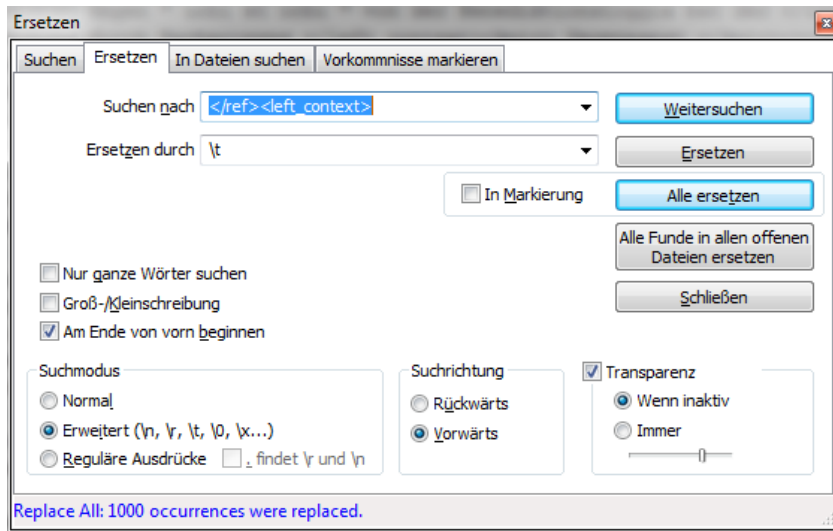 Ersetzen
Suchen Ersetzen In Dateien suchen Vorkommnisse markieren
Suchen nach </ref><left_context> Weitersuchen
Ersetzen durch \t Ersetzen
In Markierung Alle ersetzen
Alle Funde in allen offenen
Dateien ersetzen
Nur ganze Wörter suchen
Groß-/Kleinschreibung Schließen
Am Ende von vorn beginnen
Suchmodus Suchrichtung Transparenz
Normal Rückwärts Wenn inaktiv
Erweitert (\n, \r, \t, \0, \x...) Vorwärts Immer
Reguläre Ausdrücke . findet \r und \n
Replace All: 1000 occurrences were replaced.